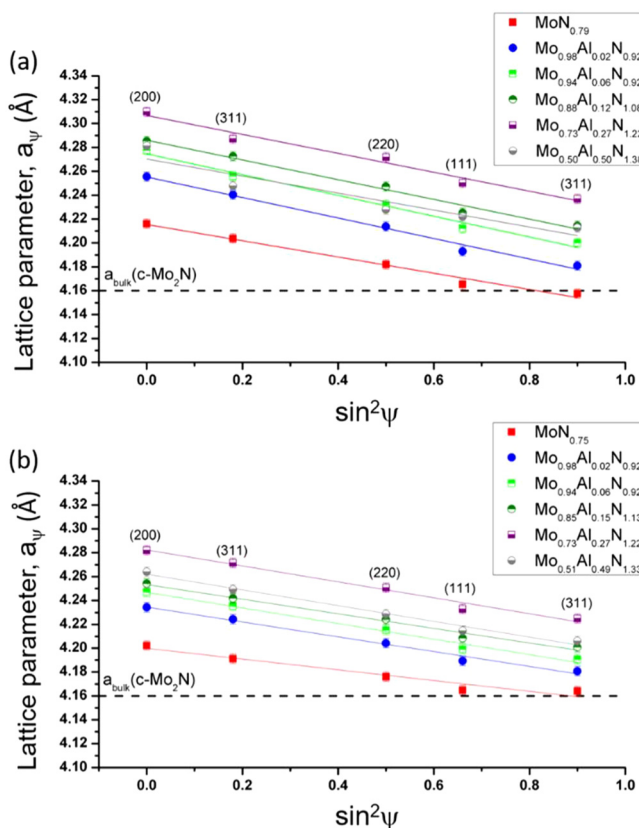 (a)
MoN0.79
Mo0.98Al0.02N0.92
Mo0.94Al0.06N0.92
Mo0.88Al0.12N1.08
Mo0.73Al0.27N1.22
Mo0.50Al0.50N1.38
Lattice parameter, aψ (Å)
4.34
4.33
4.32
4.30
4.28
4.26
4.24
4.22
4.20
4.18
4.16
4.14
4.12
4.10
(200)
(311)
(220)
(111)
(311)
abulk(c-Mo2N)
0.0
0.2
0.4
0.6
0.8
1.0
sin2ψ
(b)
MoN0.75
Mo0.98Al0.02N0.92
Mo0.94Al0.06N0.92
Mo0.85Al0.15N1.13
Mo0.73Al0.27N1.22
Mo0.51Al0.49N1.33
Lattice parameter, aψ (Å)
4.34
4.32
4.30
4.28
4.26
4.24
4.22
4.20
4.18
4.16
4.14
4.12
4.10
(200)
(311)
(220)
(111)
(311)
abulk(c-Mo2N)
0.0
0.2
0.4
0.6
0.8
1.0
sin2ψ